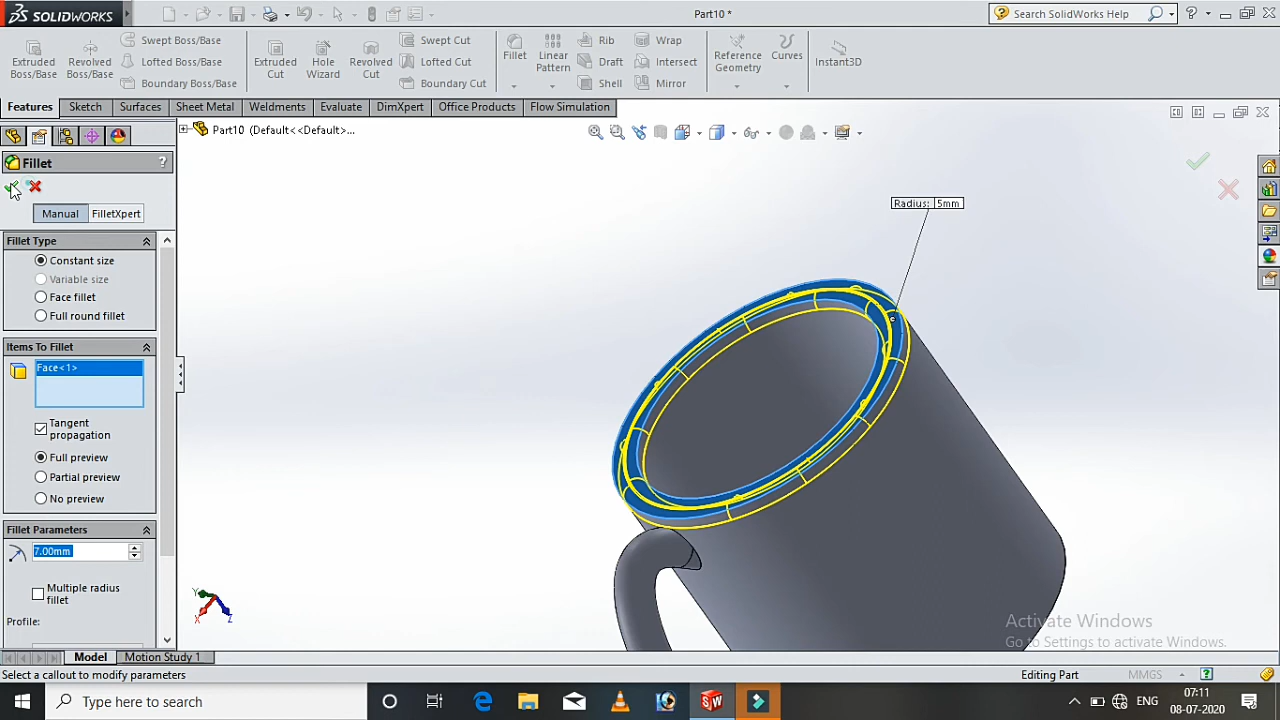 SOLIDWORKS
Part10 *
Search SolidWorks Help
Extruded Boss/Base
Revolved Boss/Base
Swept Boss/Base
Lofted Boss/Base
Boundary Boss/Base
Extruded Cut
Hole Wizard
Revolved Cut
Swept Cut
Lofted Cut
Boundary Cut
Fillet
Linear Pattern
Rib
Draft
Shell
Wrap
Intersect
Mirror
Reference Geometry
Curves
Instant3D
Features
Sketch
Surfaces
Sheet Metal
Weldments
Evaluate
DimXpert
Office Products
Flow Simulation
Part10 (Default<<Default>...
Fillet
?
Manual
FilletXpert
Fillet Type
Constant size
Variable size
Face fillet
Full round fillet
Items To Fillet
Face<1>
Tangent propagation
Full preview
Partial preview
No preview
Fillet Parameters
7.00mm
Multiple radius fillet
Profile:
Radius: 5mm
Y
X
Z
Activate Windows
Go to Settings to activate Windows.
Model
Motion Study 1
Select a callout to modify parameters
Editing Part
MMGS
?
Type here to search
ENG
07:11
08-07-2020